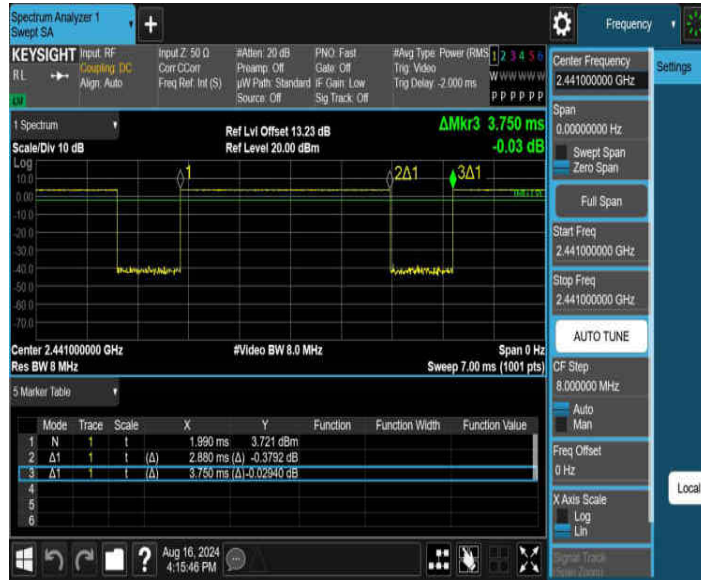 Spectrum Analyzer 1
Swept SA
+
Frequency
KEYSIGHT
RL
Input: RF
Coupling: DC
Align: Auto
Input Z: 50 Ω
Corr CCorr
Freq Ref: Int (S)
#Atten: 20 dB
Preamp: Off
µW Path: Standard
Source: Off
PNO: Fast
Gate: Off
IF Gain: Low
Sig Track: Off
#Avg Type: Power (RMS
Trig: Video
Trig Delay: -2.000 ms
1 2 3 4 5 6
W W W W W W
P P P P P P
1 Spectrum
Scale/Div 10 dB
Ref Lvl Offset 13.23 dB
Ref Level 20.00 dBm
ΔMkr3 3.750 ms
-0.03 dB
Log
10.0
0.00
-10.0
-20.0
-30.0
-40.0
-50.0
-60.0
-70.0
1
2Δ1
3Δ1
Center 2.441000000 GHz
#Video BW 8.0 MHz
Span 0 Hz
Res BW 8 MHz
Sweep 7.00 ms (1001 pts)
5 Marker Table
Mode Trace Scale X Y Function Function Width Function Value
1 N 1 t 1.990 ms 3.721 dBm
2 Δ1 1 t (Δ) 2.880 ms (Δ) -0.3792 dB
3 Δ1 1 t (Δ) 3.750 ms (Δ) -0.02940 dB
4
5
6
?
Aug 16, 2024
4:15:46 PM
Center Frequency
2.441000000 GHz
Span
0.00000000 Hz
Swept Span
Zero Span
Full Span
Start Freq
2.441000000 GHz
Stop Freq
2.441000000 GHz
AUTO TUNE
CF Step
8.000000 MHz
Auto
Man
Freq Offset
0 Hz
X Axis Scale
Log
Lin
Signal Track
(Span Zoom)
Settings
Local